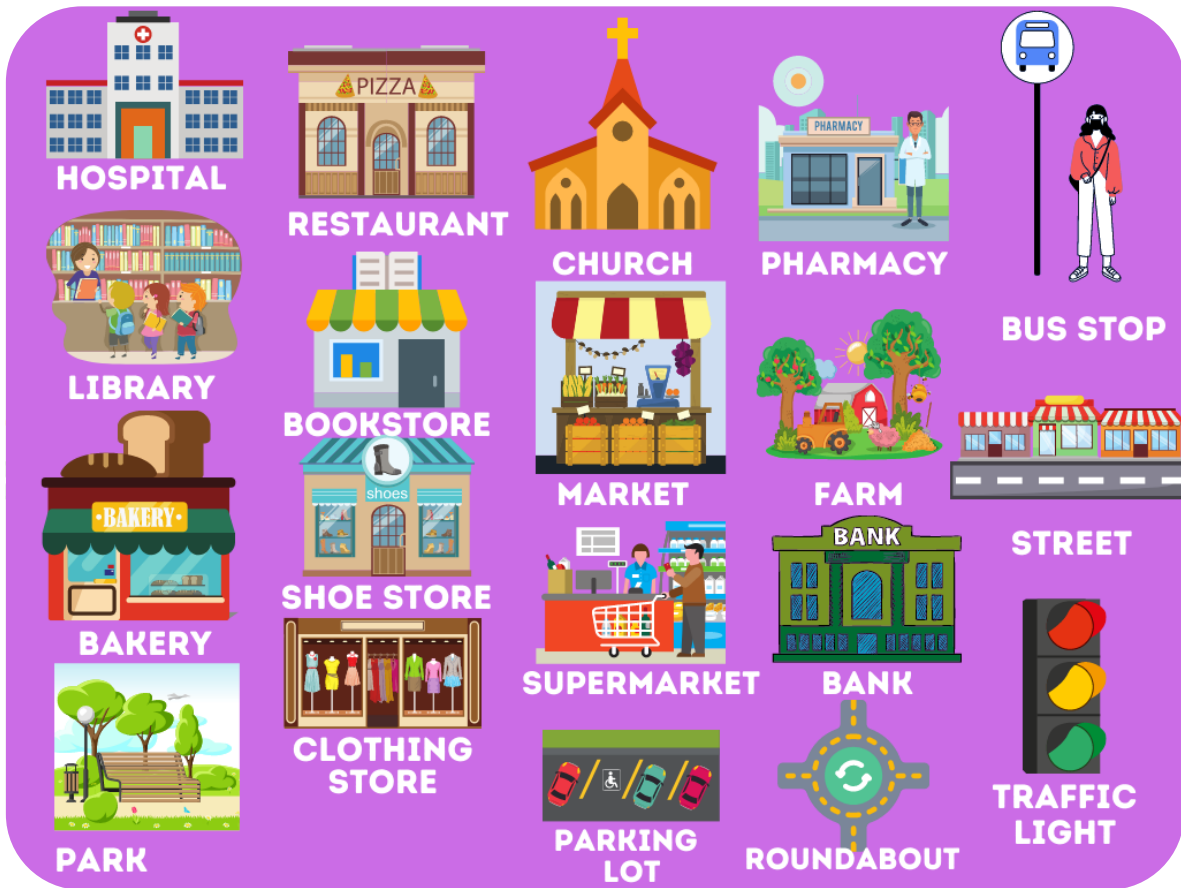 HOSPITAL
PIZZA
RESTAURANT
CHURCH
PHARMACY
PHARMACY
BUS STOP
LIBRARY
BOOKSTORE
MARKET
FARM
STREET
BAKERY
BAKERY
shoes
SHOE STORE
SUPERMARKET
BANK
BANK
PARK
CLOTHING
STORE
PARKING
LOT
ROUNDABOUT
TRAFFIC
LIGHT